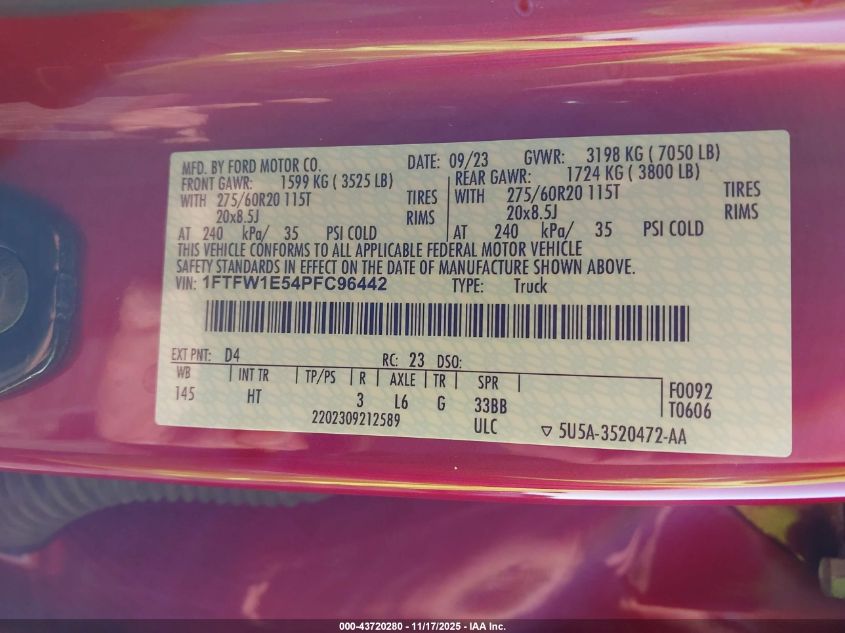 MFD. BY FORD MOTOR CO. DATE: 09/23 GVWR: 3198 KG ( 7050 LB)
FRONT GAWR: 1599 KG ( 3525 LB) REAR GAWR: 1724 KG ( 3800 LB)
WITH 275/60R20 115T TIRES WITH 275/60R20 115T TIRES
20x8.5J RIMS 20x8.5J RIMS
AT 240 kPa/ 35 PSI COLD AT 240 kPa/ 35 PSI COLD
THIS VEHICLE CONFORMS TO ALL APPLICABLE FEDERAL MOTOR VEHICLE
SAFETY STANDARDS IN EFFECT ON THE DATE OF MANUFACTURE SHOWN ABOVE.
VIN: 1FTFW1E54PFC96442 TYPE: Truck
EXT PNT: D4 RC: 23 DSO:
WB INT TR TP/PS R AXLE TR SPR F0092
145 HT 3 L6 G 33BB T0606
2202309212589 ULC ▽ 5U5A-3520472-AA
000-43720280 - 11/17/2025 - IAA Inc.